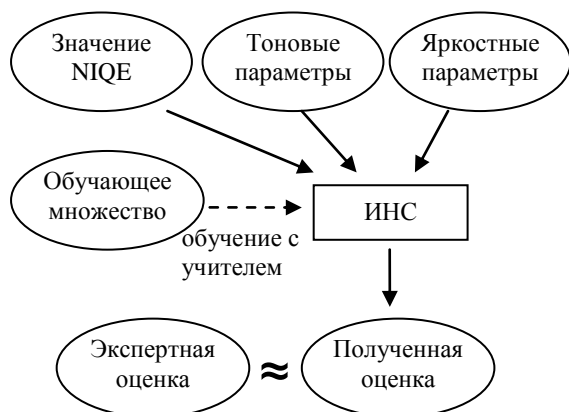 Значение
NIQE
Тоновые
параметры
Яркостные
параметры
Обучающее
множество
ИНС
обучение с
учителем
Экспертная
оценка
≈
Полученная
оценка